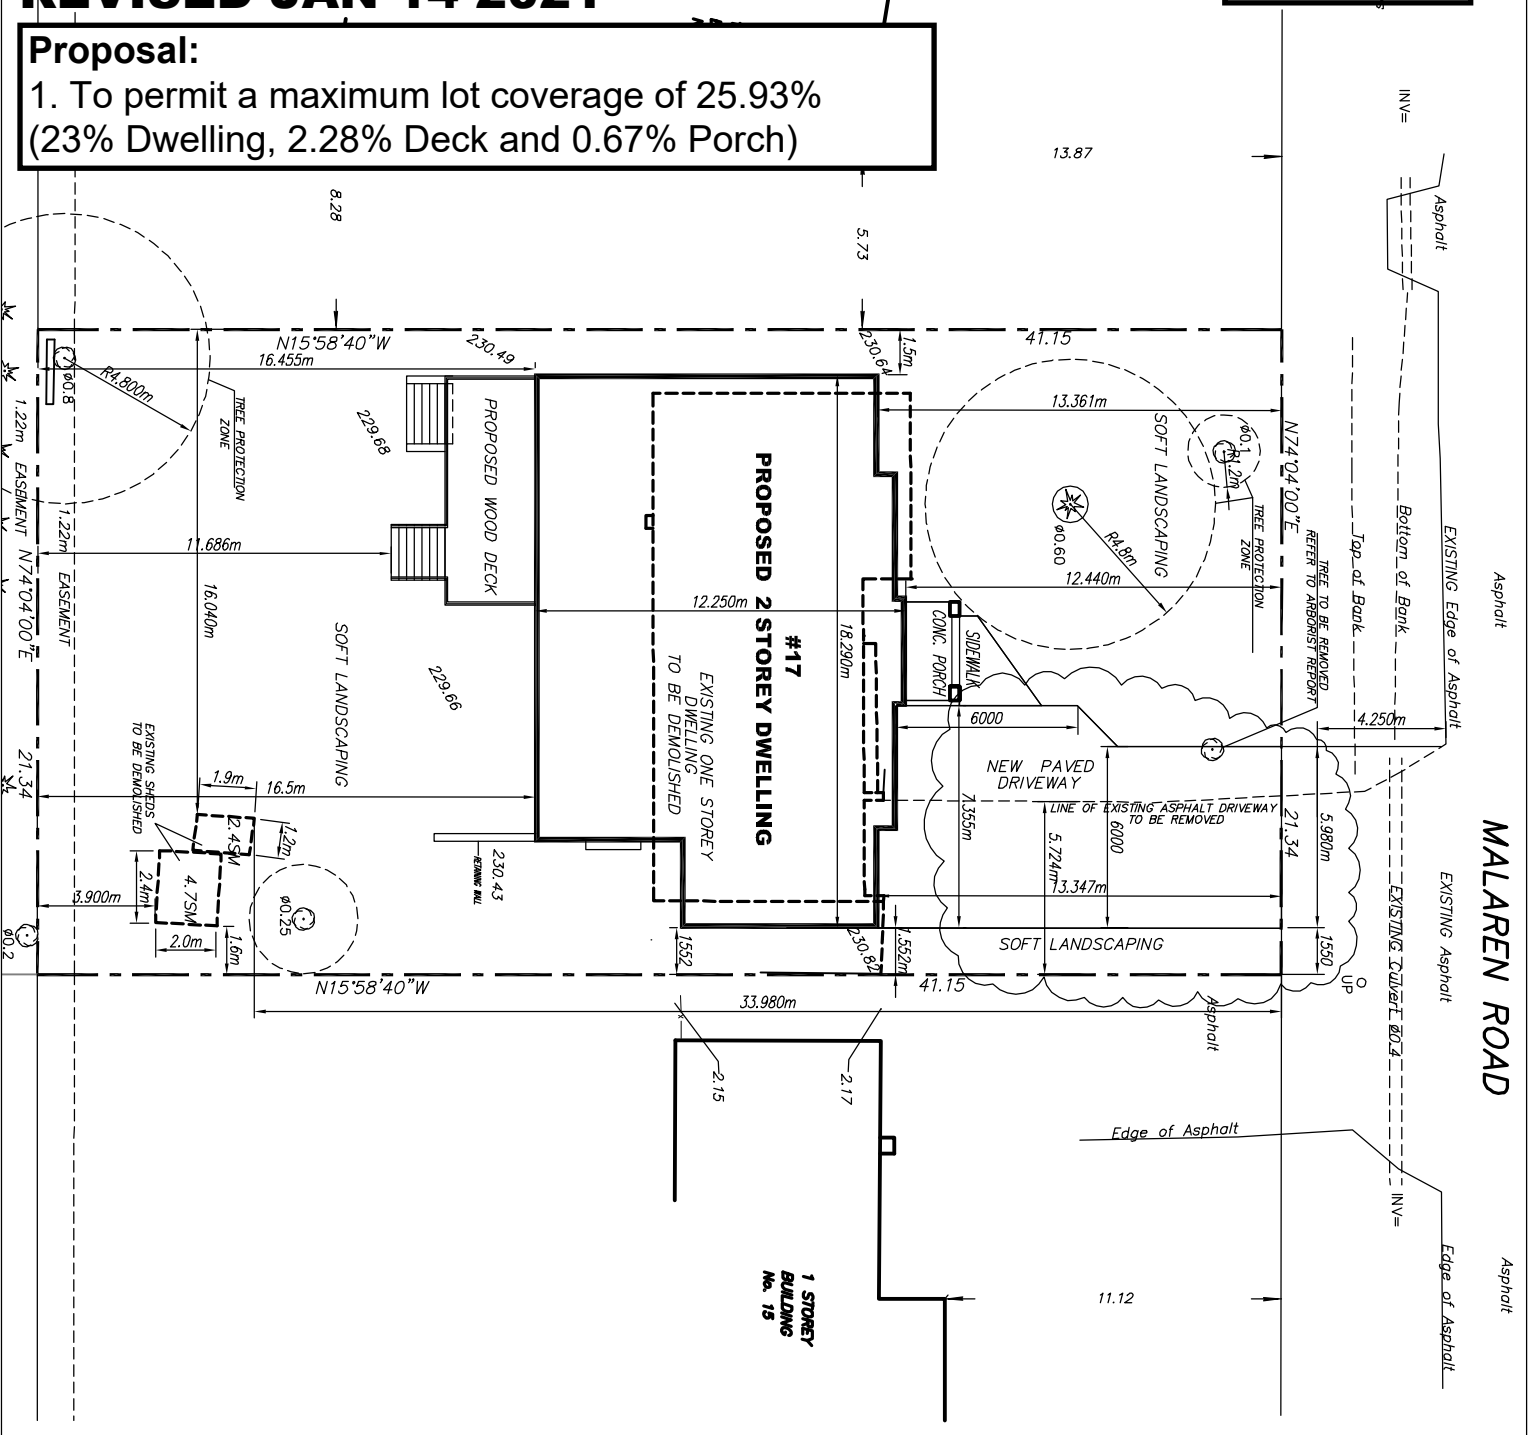 REVISED JAN 14 2021
Proposal:
1. To permit a maximum lot coverage of 25.93%
(23% Dwelling, 2.28% Deck and 0.67% Porch)
13.87
INV=
Asphalt
8.28
5.73
N15°58'40"W
16.455m
230.49
230.64
1.5m
41.15
ø0.8
R4.800m
TREE PROTECTION
ZONE
229.68
PROPOSED WOOD DECK
13.361m
SOFT LANDSCAPING
ø0.1
R1.2m
N74°04'00"E
TREE PROTECTION
ZONE
ø0.60
R4.8m
12.440m
TREE TO BE REMOVED
REFER TO ARBORIST REPORT
Top of Bank
Bottom of Bank
EXISTING Edge of Asphalt
Asphalt
1.22m EASEMENT N74°04'00"E
1.22m EASEMENT
11.686m
16.040m
SOFT LANDSCAPING
229.66
12.250m
18.290m
#17
PROPOSED 2 STOREY DWELLING
EXISTING ONE STOREY
DWELLING
TO BE DEMOLISHED
CONC. PORCH
SIDEWALK
6000
4.250m
NEW PAVED
DRIVEWAY
LINE OF EXISTING ASPHALT DRIVEWAY
TO BE REMOVED
7.355m
5.724m
6000
21.34
5.980m
13.347m
21.34
EXISTING SHEDS
TO BE DEMOLISHED
1.9m
16.5m
2.4SM
1.2m
4.7SM
2.4m
3.900m
2.0m
1.6m
ø0.25
230.43
RETAINING WALL
ø0.2
1552
230.82
1.552m
SOFT LANDSCAPING
1550
UP
EXISTING Culvert ø0.4
EXISTING Asphalt
MALAREN ROAD
N15°58'40"W
41.15
33.980m
Asphalt
2.15
2.17
Edge of Asphalt
INV=
1 STOREY
BUILDING
No. 15
11.12
Edge of Asphalt
Asphalt